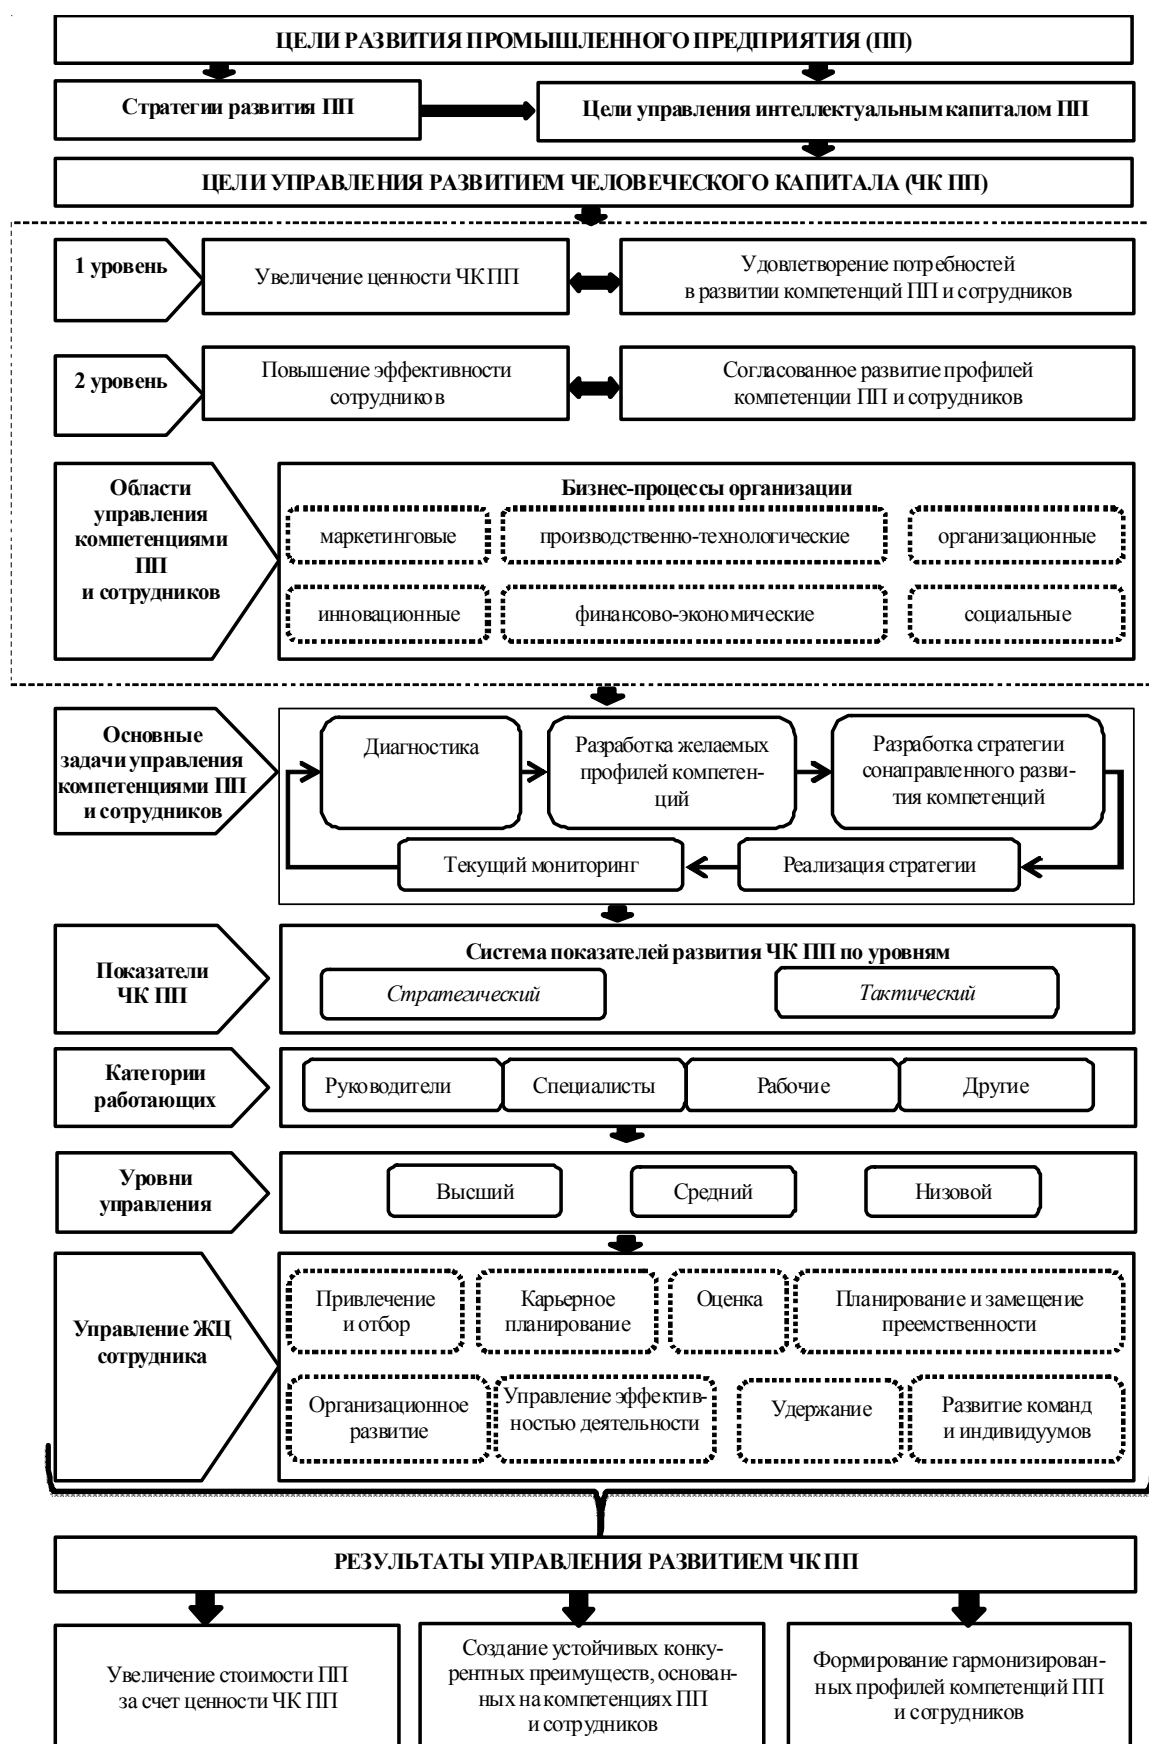 ЦЕЛИ РАЗВИТИЯ ПРОМЫШЛЕННОГО ПРЕДПРИЯТИЯ (ПП)
Стратегии развития ПП
Цели управления интеллектуальным капиталом ПП
ЦЕЛИ УПРАВЛЕНИЯ РАЗВИТИЕМ ЧЕЛОВЕЧЕСКОГО КАПИТАЛА (ЧК ПП)
1 уровень
Увеличение ценности ЧК ПП
Удовлетворение потребностей
в развитии компетенций ПП и сотрудников
2 уровень
Повышение эффективности
сотрудников
Согласованное развитие профилей
компетенции ПП и сотрудников
Области
управления
компетенциями
ПП
и сотрудников
Бизнес-процессы организации
маркетинговые
производственно-технологические
организационные
инновационные
финансово-экономические
социальные
Основные
задачи управления
компетенциями ПП
и сотрудников
Диагностика
Разработка желаемых
профилей компетен-
ций
Разработка стратегии
сонаправленного разви-
тия компетенций
Текущий мониторинг
Реализация стратегии
Показатели
ЧК ПП
Система показателей развития ЧК ПП по уровням
Стратегический
Тактический
Категории
работающих
Руководители
Специалисты
Рабочие
Другие
Уровни
управления
Высший
Средний
Низовой
Управление ЖЦ
сотрудника
Привлечение
и отбор
Карьерное
планирование
Оценка
Планирование и замещение
преемственности
Организационное
развитие
Управление эффектив-
ностью деятельности
Удержание
Развитие команд
и индивидуумов
РЕЗУЛЬТАТЫ УПРАВЛЕНИЯ РАЗВИТИЕМ ЧК ПП
Увеличение стоимости ПП
за счет ценности ЧК ПП
Создание устойчивых конку-
рентных преимуществ, основан-
ных на компетенциях ПП
и сотрудников
Формирование гармонизирован-
ных профилей компетенций ПП
и сотрудников